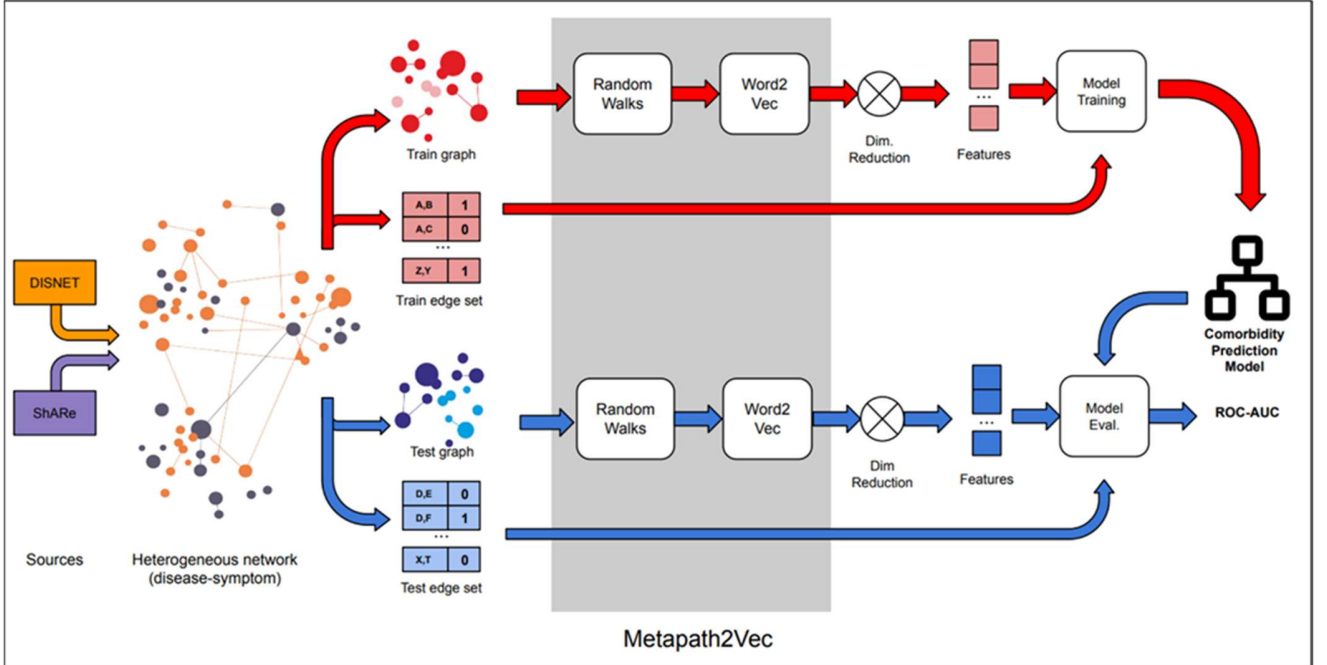 DISNET
ShARe
Sources
Heterogeneous network
(disease-symptom)
Train graph
A,B 1
A,C 0
...
Z,Y 1
Train edge set
Test graph
D,E 0
D,F 1
...
X,T 0
Test edge set
Random
Walks
Word2
Vec
Dim.
Reduction
...
Features
Model
Training
Comorbidity
Prediction
Model
Random
Walks
Word2
Vec
Dim
Reduction
...
Features
Model
Eval.
ROC-AUC
Metapath2Vec